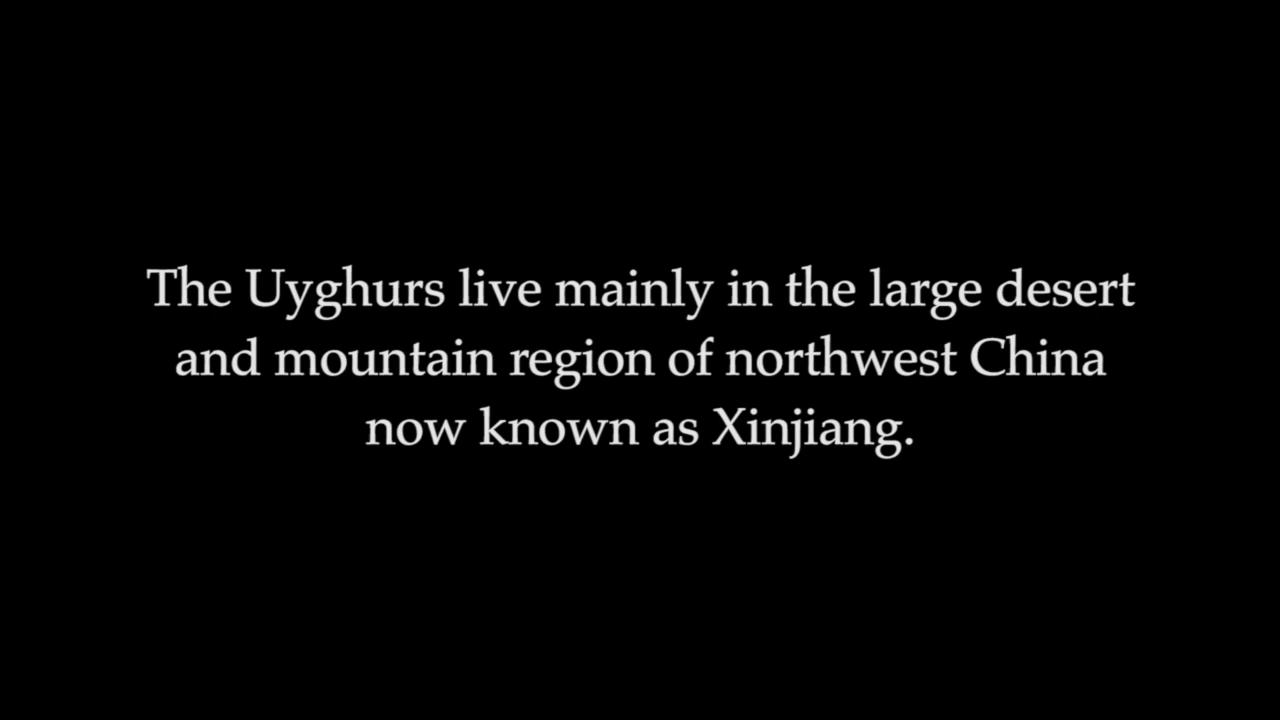 The Uyghurs live mainly in the large desert
and mountain region of northwest China
now known as Xinjiang.